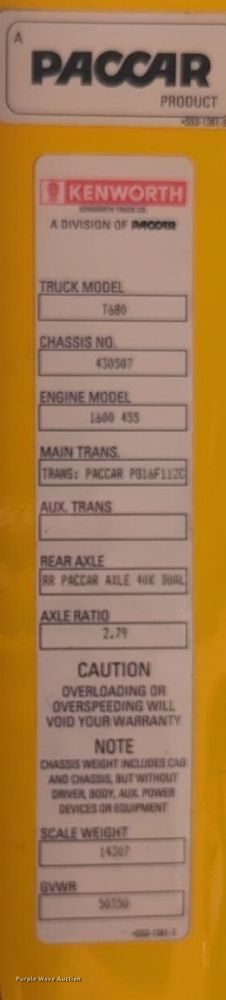 A
PACCAR
PRODUCT
KENWORTH
KENWORTH TRUCK CO.
A DIVISION OF PACCAR
TRUCK MODEL
T680
CHASSIS NO.
430507
ENGINE MODEL
1600 455
MAIN TRANS.
TRANS: PACCAR PO16F112C
AUX. TRANS
REAR AXLE
RR PACCAR AXLE 40K DUAL
AXLE RATIO
2.79
CAUTION
OVERLOADING OR
OVERSPEEDING WILL
VOID YOUR WARRANTY
NOTE
CHASSIS WEIGHT INCLUDES CAB
AND CHASSIS, BUT WITHOUT
DRIVER, BODY, AUX. POWER
DEVICES OR EQUIPMENT
SCALE WEIGHT
14307
GVWR
50350
Purple Wave Auction